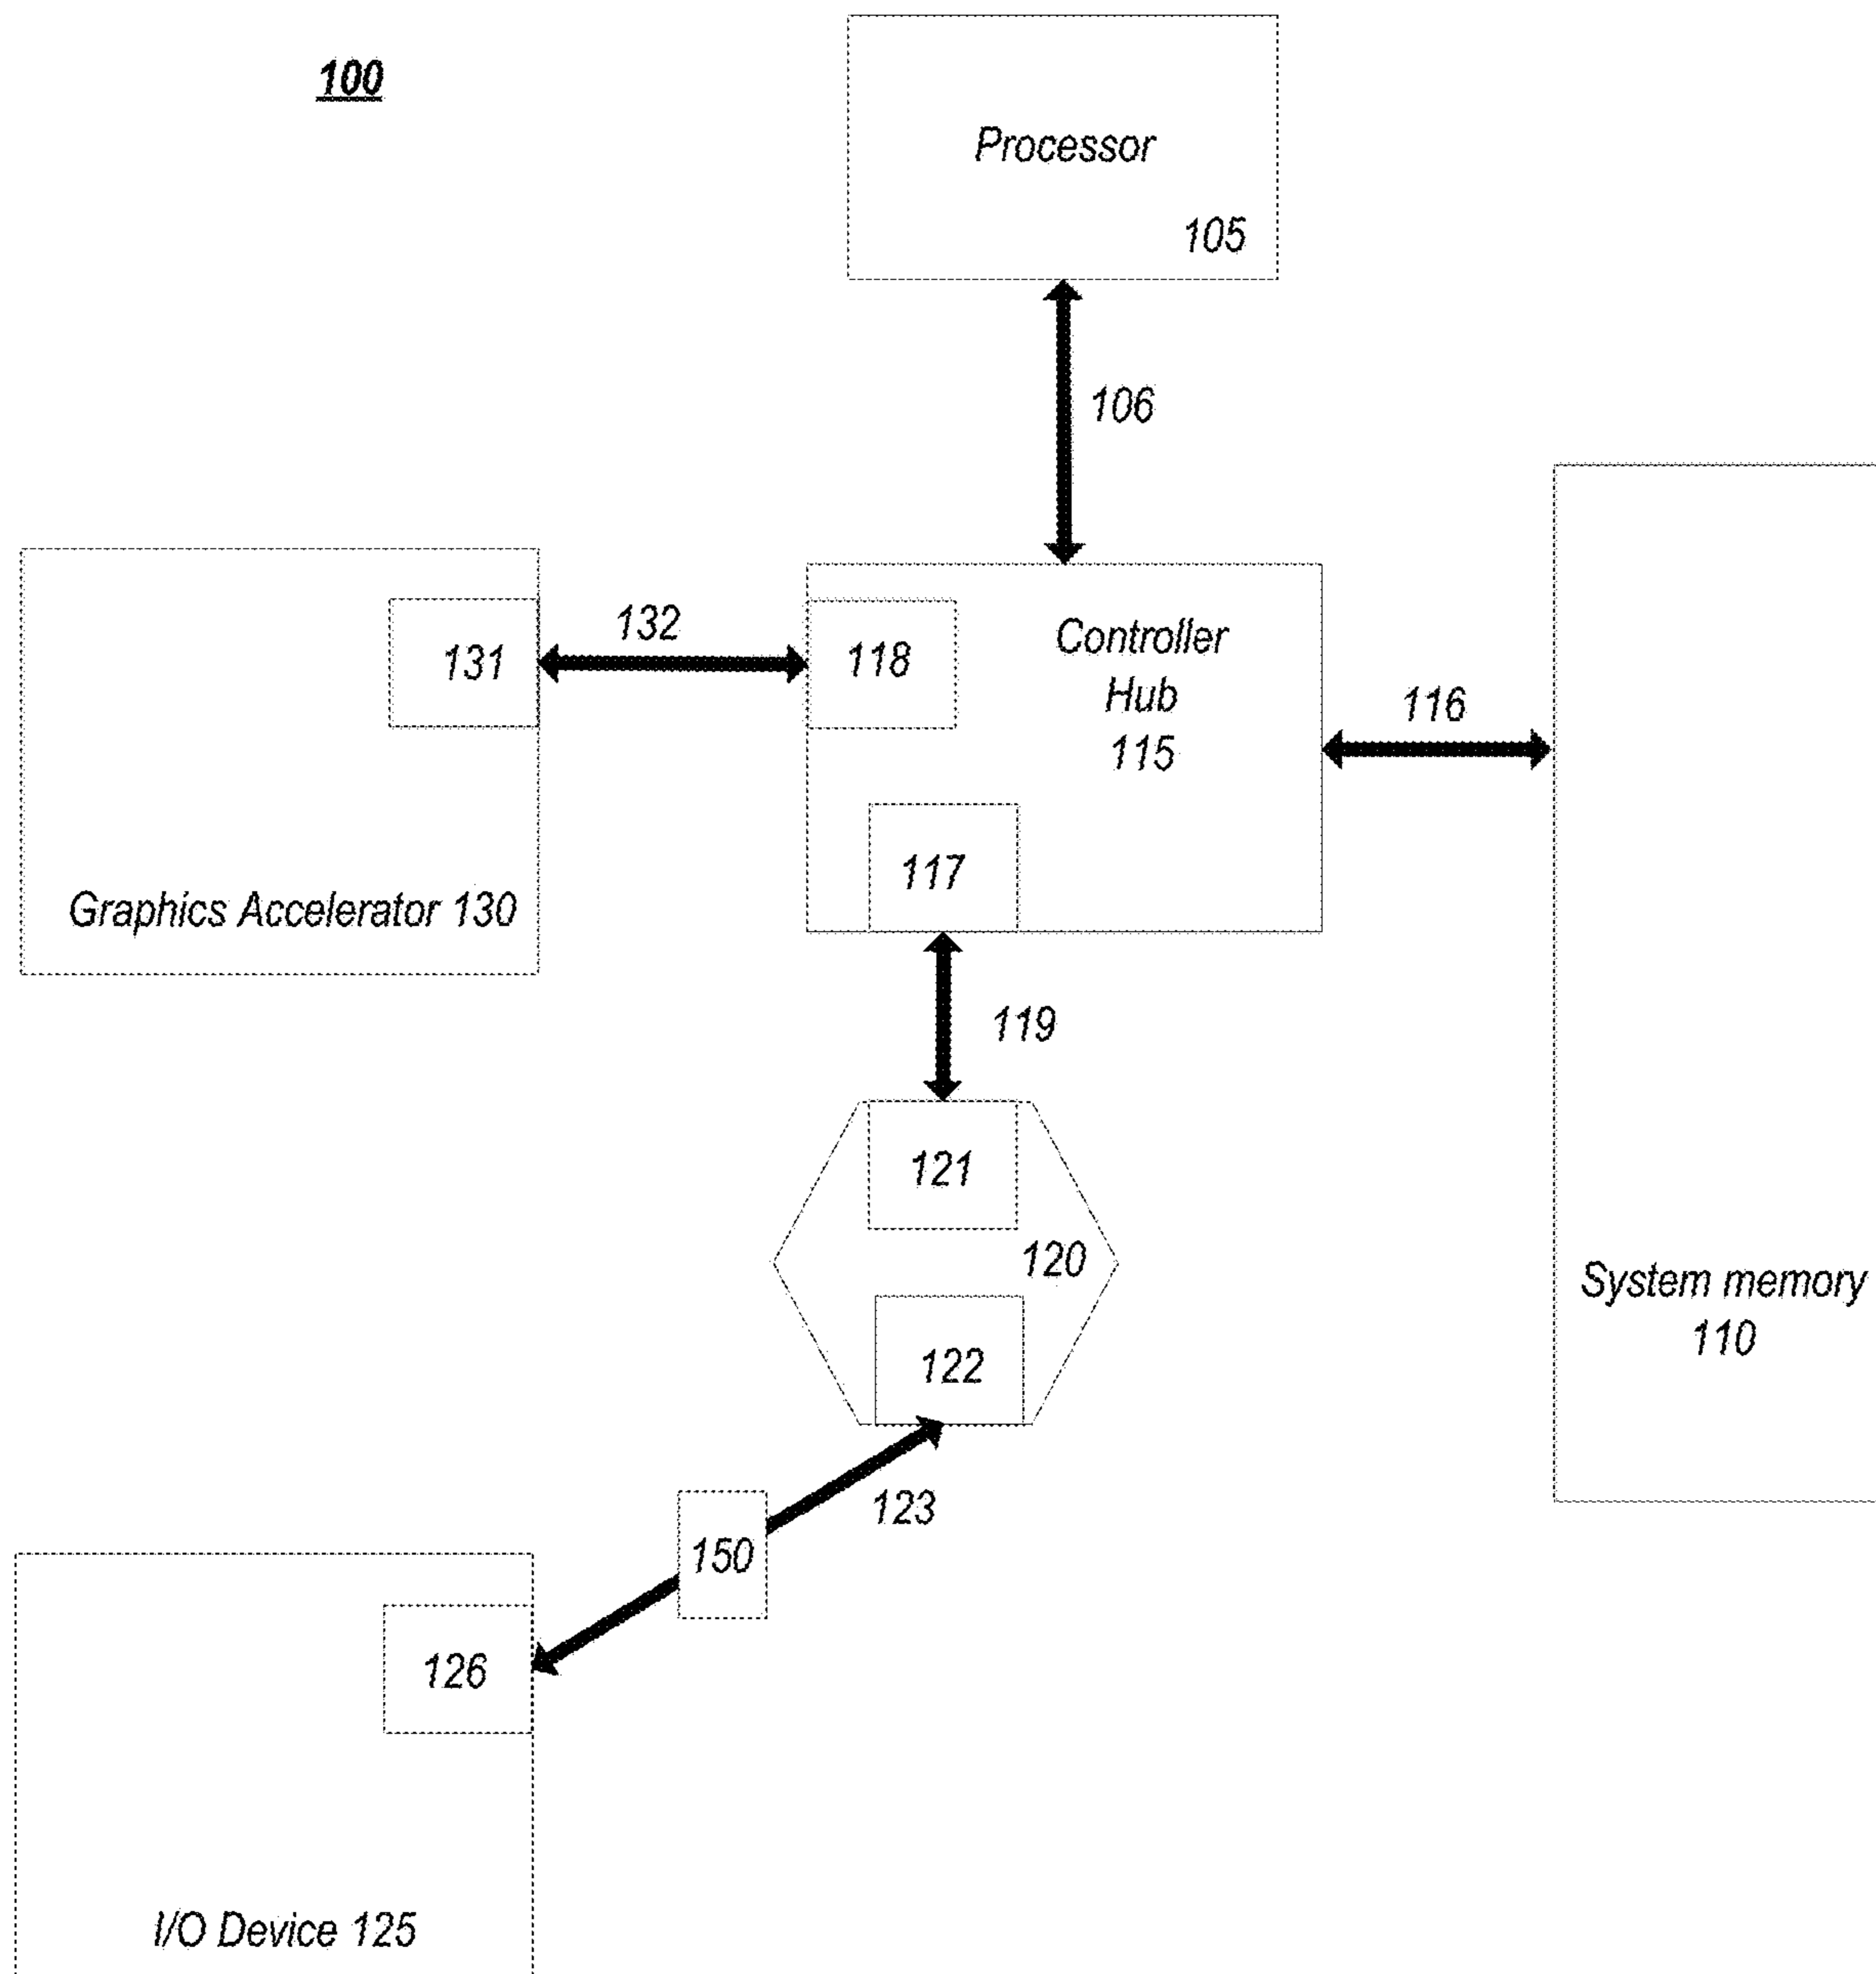 100
Processor
105
106
132
131
118
Controller
Hub
115
116
117
Graphics Accelerator 130
119
121
120
System memory
110
122
123
150
126
I/O Device 125